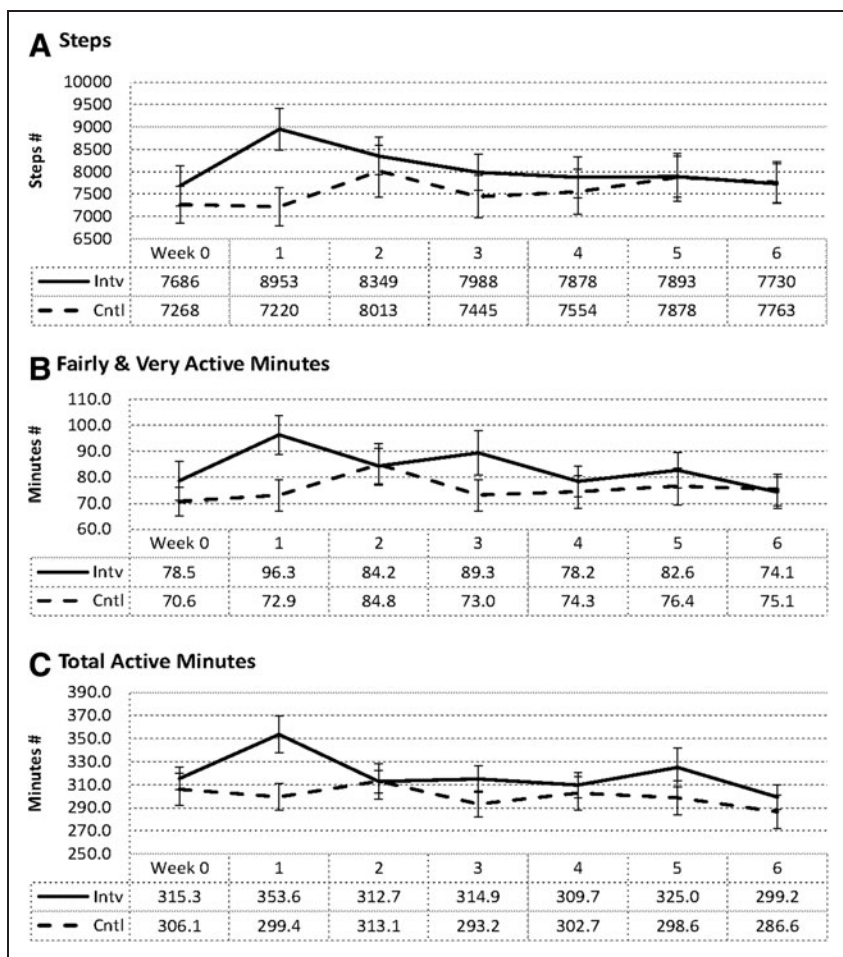 A Steps
10000
9500
9000
8500
8000
7500
7000
6500
Steps #
Week 0 1 2 3 4 5 6
Intv 7686 8953 8349 7988 7878 7893 7730
Cntl 7268 7220 8013 7445 7554 7878 7763
B Fairly & Very Active Minutes
110.0
100.0
90.0
80.0
70.0
60.0
Minutes #
Week 0 1 2 3 4 5 6
Intv 78.5 96.3 84.2 89.3 78.2 82.6 74.1
Cntl 70.6 72.9 84.8 73.0 74.3 76.4 75.1
C Total Active Minutes
390.0
370.0
350.0
330.0
310.0
290.0
270.0
250.0
Minutes #
Week 0 1 2 3 4 5 6
Intv 315.3 353.6 312.7 314.9 309.7 325.0 299.2
Cntl 306.1 299.4 313.1 293.2 302.7 298.6 286.6